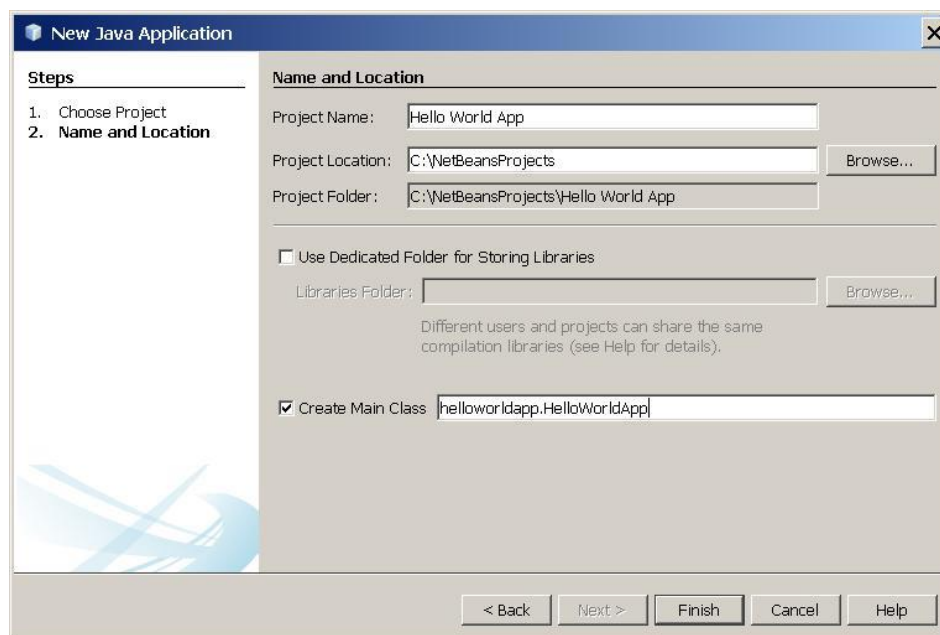 New Java Application
Steps
1. Choose Project
2. Name and Location
Name and Location
Project Name: Hello World App
Project Location: C:\NetBeansProjects Browse...
Project Folder: C:\NetBeansProjects\Hello World App
Use Dedicated Folder for Storing Libraries
Libraries Folder: Browse...
Different users and projects can share the same
compilation libraries (see Help for details).
Create Main Class helloworldapp.HelloWorldApp
< Back Next > Finish Cancel Help